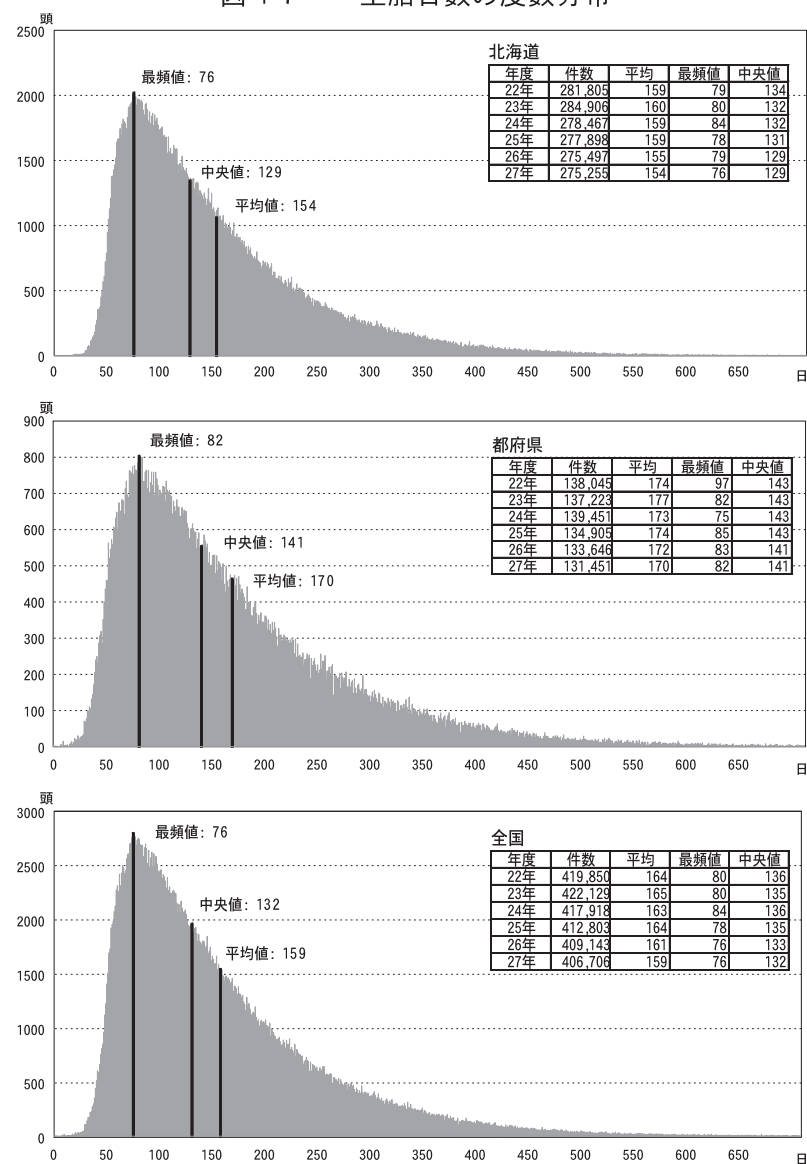 頭
2500
2000
1500
1000
500
0
最頻値: 76
中央値: 129
平均値: 154
北海道
年度 件数 平均 最頻値 中央値
22年 281,805 159 79 134
23年 284,906 160 80 132
24年 278,467 159 84 132
25年 277,898 159 78 131
26年 275,497 155 79 129
27年 275,255 154 76 129
0 50 100 150 200 250 300 350 400 450 500 550 600 650 日
頭
900
800
700
600
500
400
300
200
100
0
最頻値: 82
中央値: 141
平均値: 170
都府県
年度 件数 平均 最頻値 中央値
22年 138,045 174 97 143
23年 137,223 177 82 143
24年 139,451 173 75 143
25年 134,905 174 85 143
26年 133,646 172 83 141
27年 131,451 170 82 141
0 50 100 150 200 250 300 350 400 450 500 550 600 650 日
頭
3000
2500
2000
1500
1000
500
0
最頻値: 76
中央値: 132
平均値: 159
全国
年度 件数 平均 最頻値 中央値
22年 419,850 164 80 136
23年 422,129 165 80 135
24年 417,918 163 84 136
25年 412,803 164 78 135
26年 409,143 161 76 133
27年 406,706 159 76 132
0 50 100 150 200 250 300 350 400 450 500 550 600 650 日